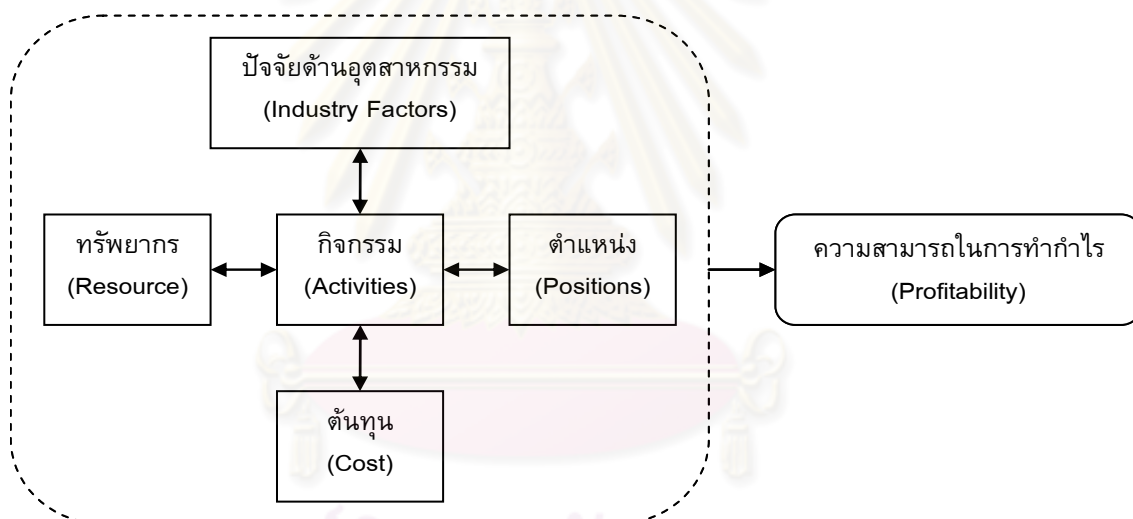 ปัจจัยด้านอุตสาหกรรม
(Industry Factors)
ทรัพยากร
(Resource)
กิจกรรม
(Activities)
ตำแหน่ง
(Positions)
ความสามารถในการทำกำไร
(Profitability)
ต้นทุน
(Cost)